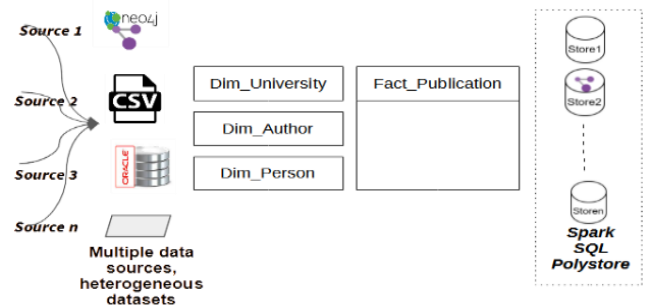 Source 1
neo4j
Source 2
CSV
ORACLE
Source 3
Source n
Multiple data
sources,
heterogeneous
datasets
Dim_University
Dim_Author
Dim_Person
Fact_Publication
Store1
Store2
Storen
Spark
SQL
Polystore